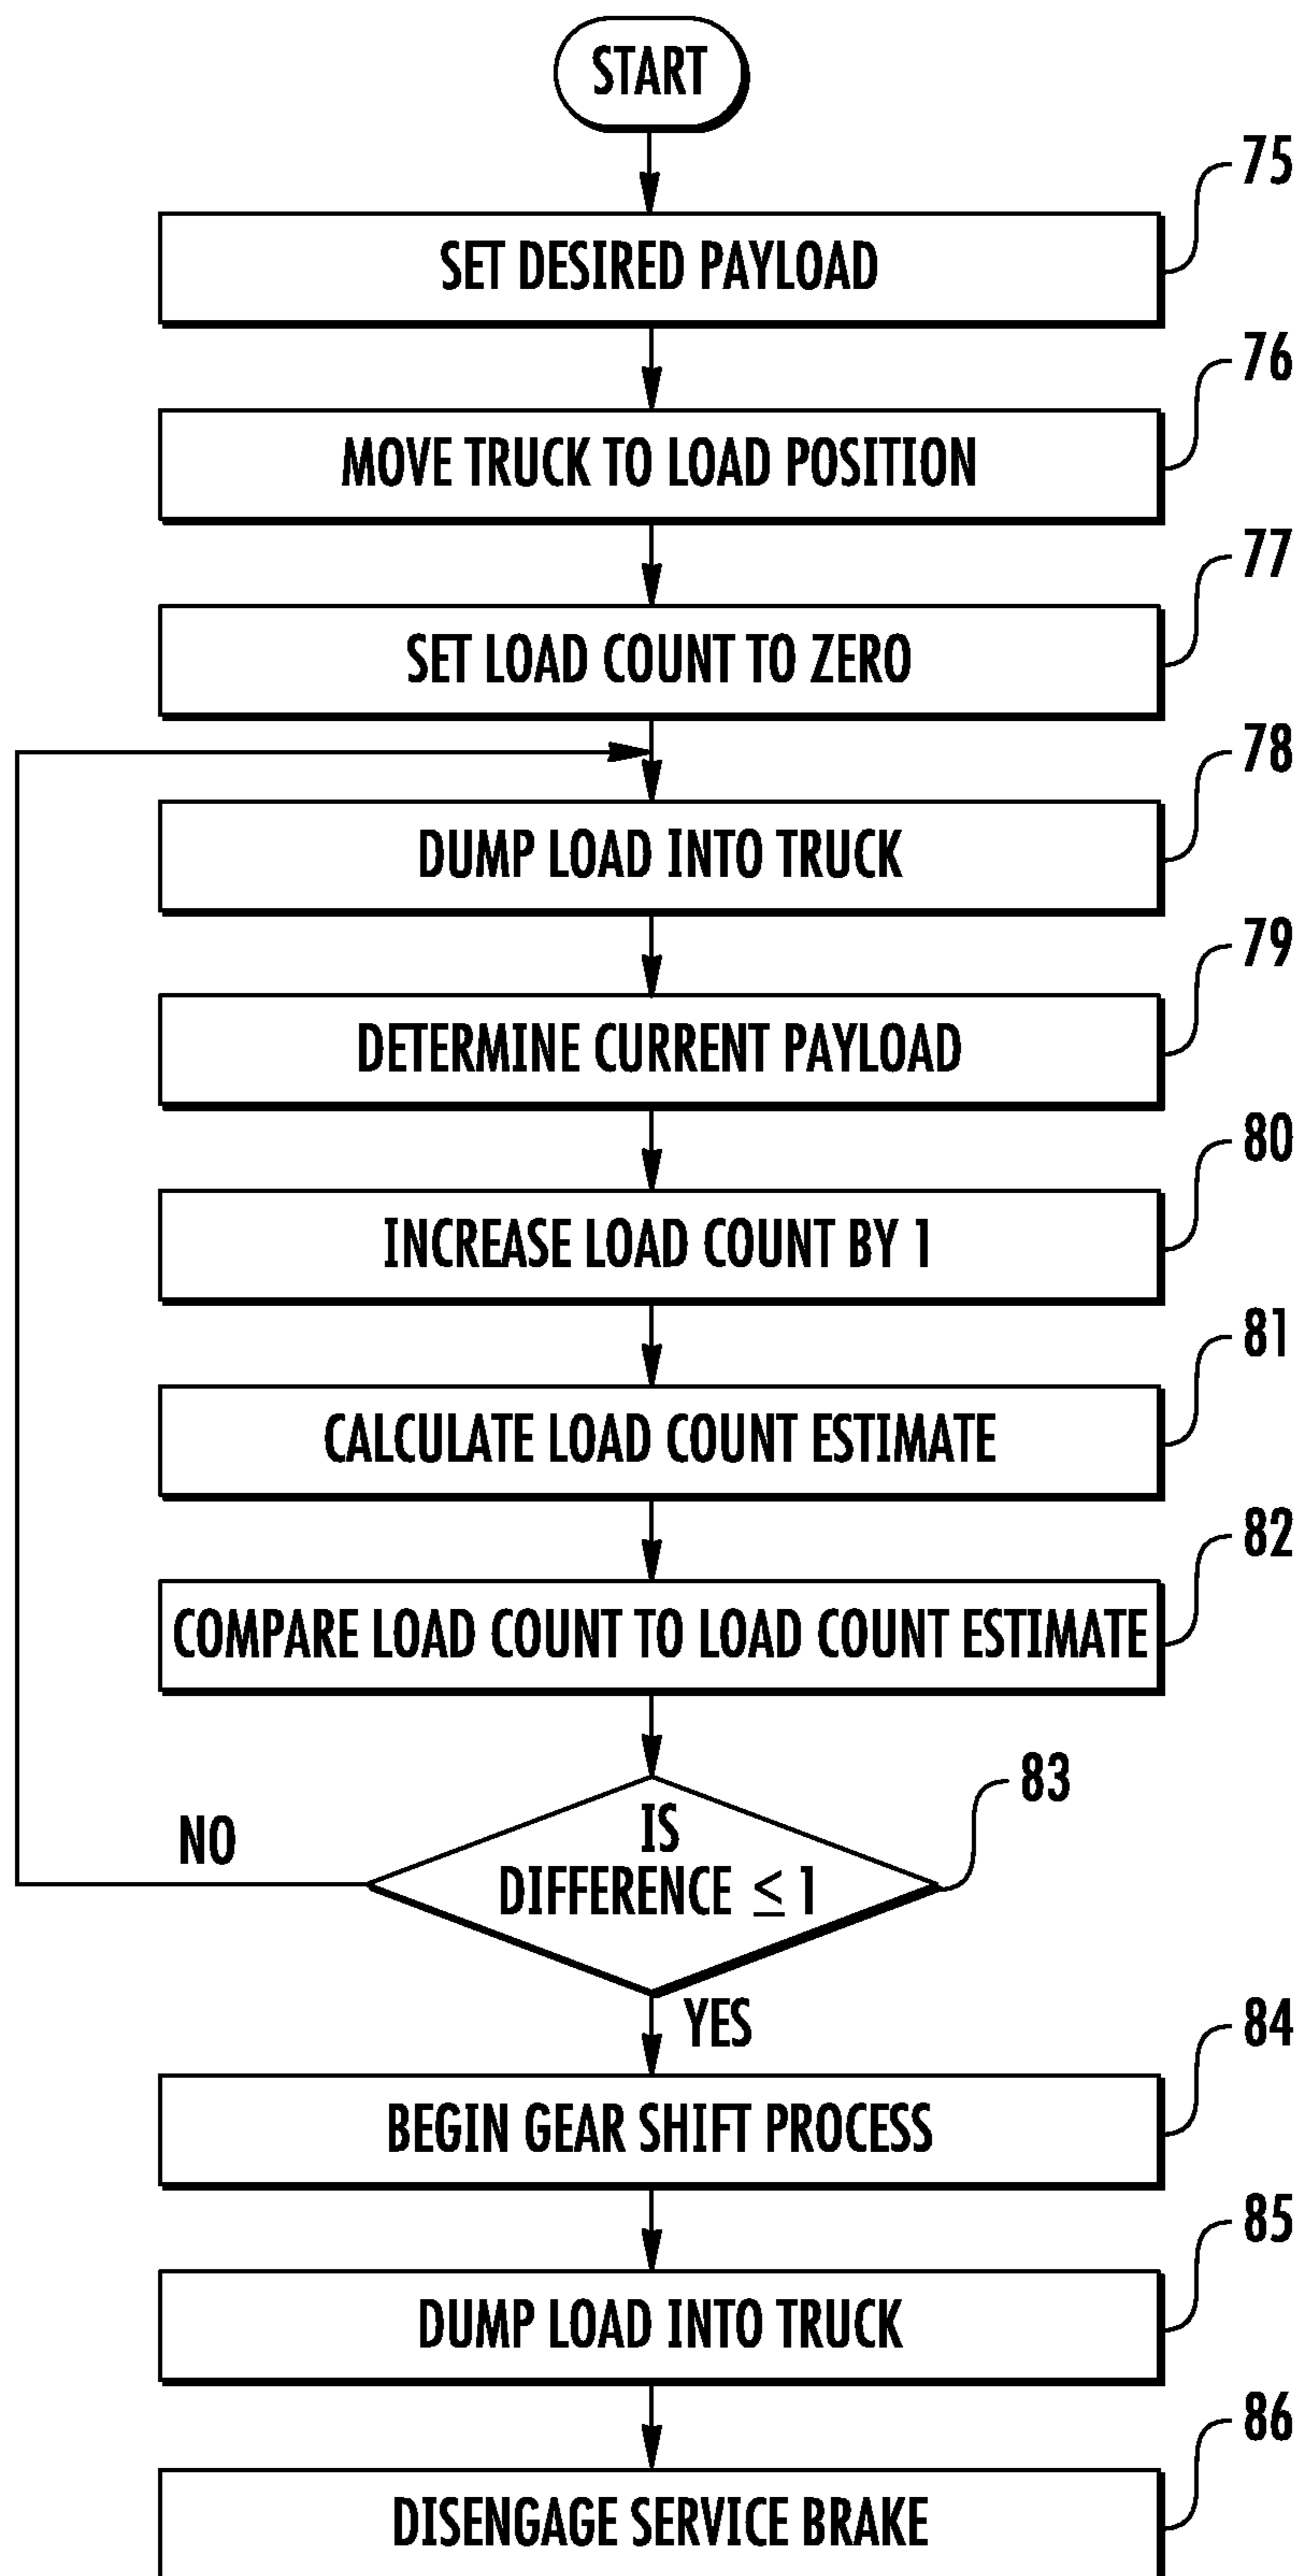 START
75
SET DESIRED PAYLOAD
76
MOVE TRUCK TO LOAD POSITION
77
SET LOAD COUNT TO ZERO
78
DUMP LOAD INTO TRUCK
79
DETERMINE CURRENT PAYLOAD
80
INCREASE LOAD COUNT BY 1
81
CALCULATE LOAD COUNT ESTIMATE
82
COMPARE LOAD COUNT TO LOAD COUNT ESTIMATE
83
IS
DIFFERENCE ≤ 1
NO
YES
84
BEGIN GEAR SHIFT PROCESS
85
DUMP LOAD INTO TRUCK
86
DISENGAGE SERVICE BRAKE